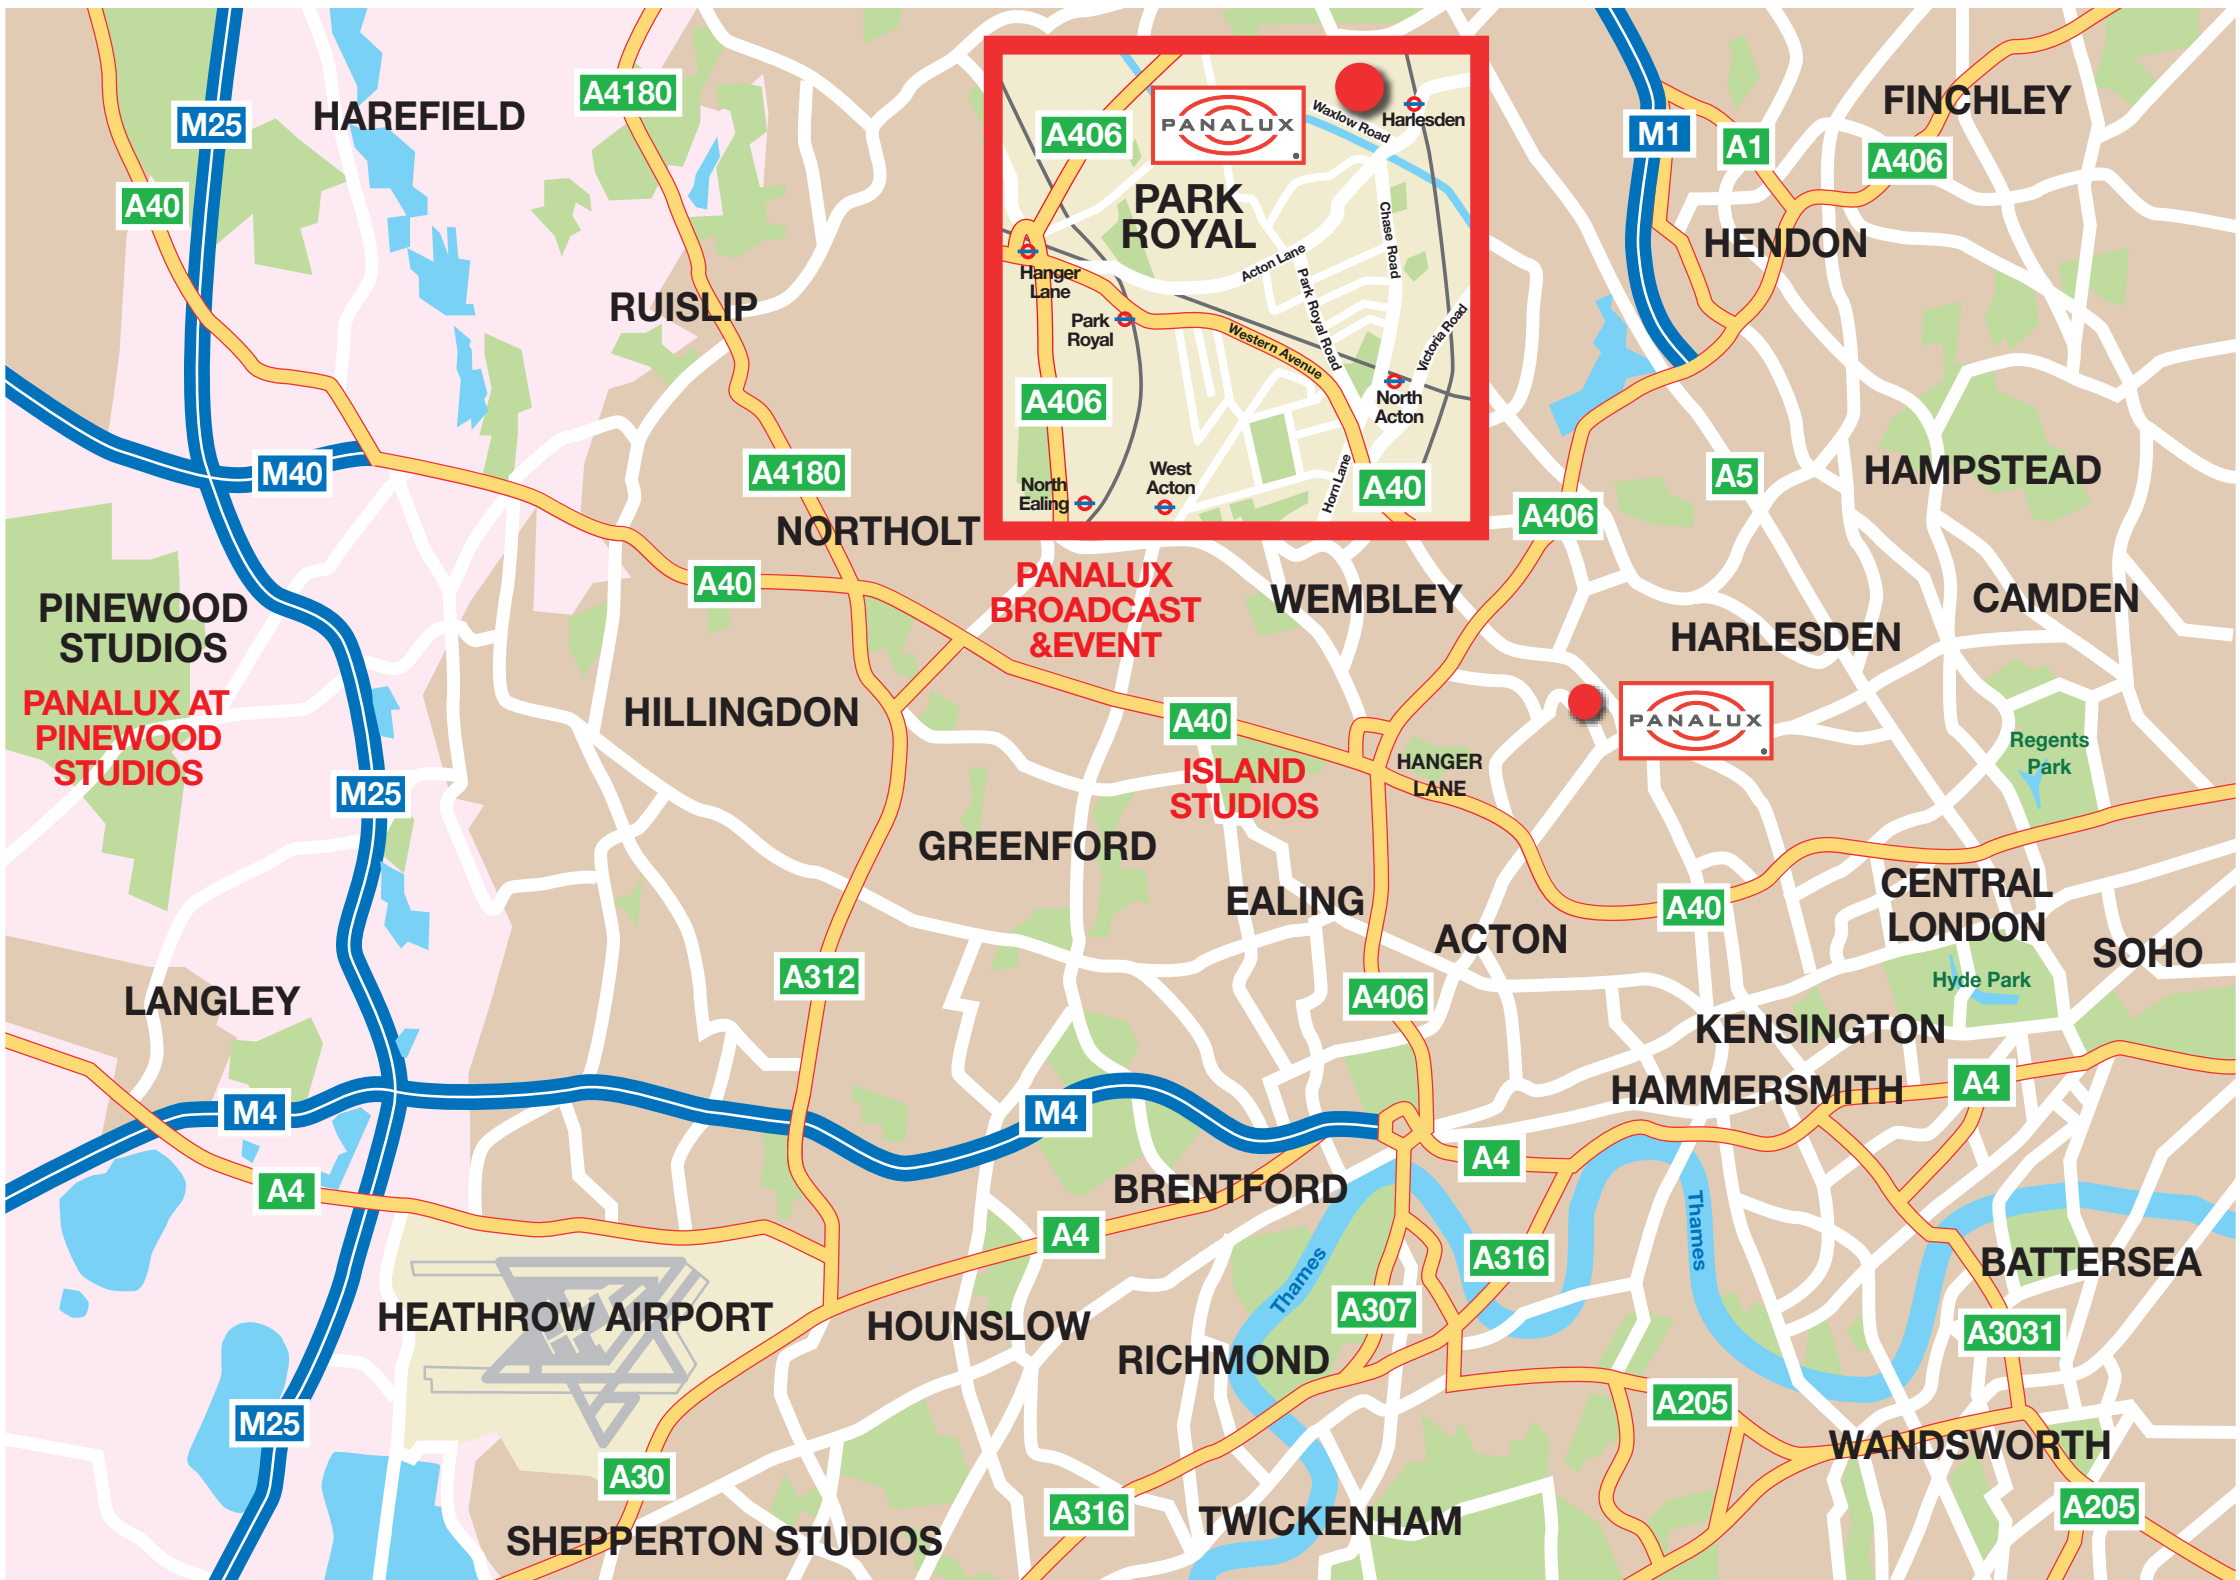 HAREFIELD
A4180
M25
A40
RUISLIP
M40
A4180
NORTHOLT
A40
PINEWOOD
STUDIOS
PANALUX AT
PINEWOOD
STUDIOS
HILLINGDON
M25
A406
PANALUX
Waxlow Road
Harlesden
PARK
ROYAL
Chase Road
Acton Lane
Hanger
Lane
Park Royal Road
Park
Royal
Western Avenue
Victoria Road
A406
North
Acton
West
Acton
North
Ealing
Horn Lane
A40
M1
A1
FINCHLEY
A406
HENDON
A5
HAMPSTEAD
A406
PANALUX
BROADCAST
&EVENT
WEMBLEY
CAMDEN
HARLESDEN
PANALUX
A40
ISLAND
STUDIOS
HANGER
LANE
Regents
Park
GREENFORD
EALING
ACTON
A40
CENTRAL
LONDON
SOHO
Hyde Park
A312
A406
LANGLEY
KENSINGTON
HAMMERSMITH
A4
M4
M4
A4
A4
BRENTFORD
A4
Thames
Thames
A316
BATTERSEA
HEATHROW AIRPORT
HOUNSLOW
A307
RICHMOND
A3031
M25
A205
WANDSWORTH
A30
A316
TWICKENHAM
A205
SHEPPERTON STUDIOS